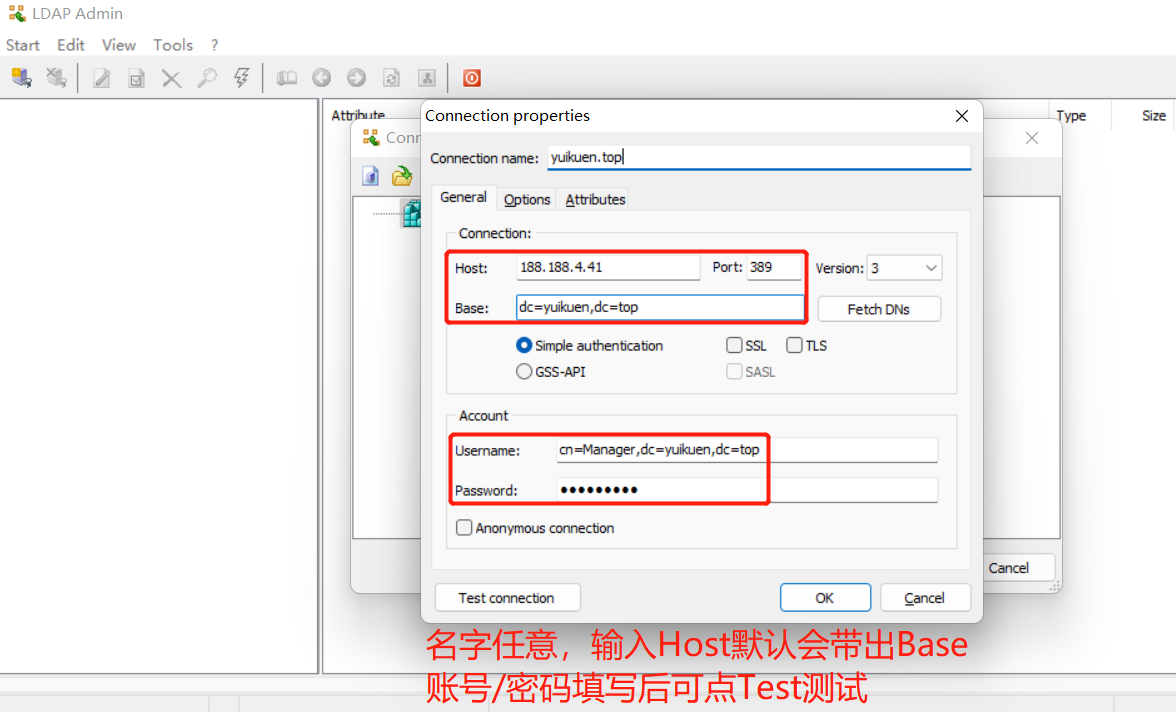 LDAP Admin
Start Edit View Tools ?
Attribute Type Size
Conn
Connection properties
Connection name: yuikuen.top
General Options Attributes
Connection:
Host: 188.188.4.41 Port: 389 Version: 3
Base: dc=yuikuen,dc=top Fetch DNs
Simple authentication SSL TLS
GSS-API SASL
Account
Username: cn=Manager,dc=yuikuen,dc=top
Password: •••••••••
Anonymous connection
Cancel
Test connection OK Cancel
名字任意，输入Host默认会带出Base
账号/密码填写后可点Test测试